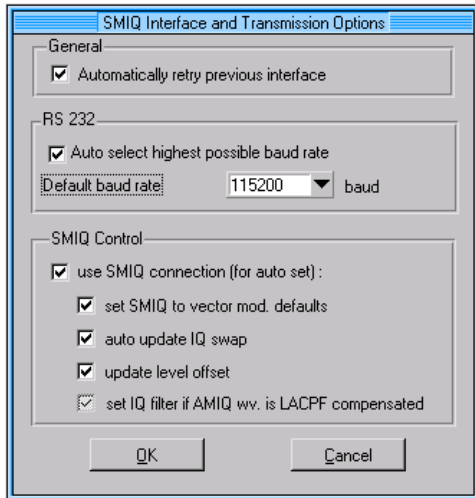 SMIQ Interface and Transmission Options
General
Automatically retry previous interface
RS 232
Auto select highest possible baud rate
Default baud rate 115200 baud
SMIQ Control
use SMIQ connection (for auto set) :
set SMIQ to vector mod. defaults
auto update IQ swap
update level offset
set IQ filter if AMIQ wv. is LACPF compensated
OK Cancel